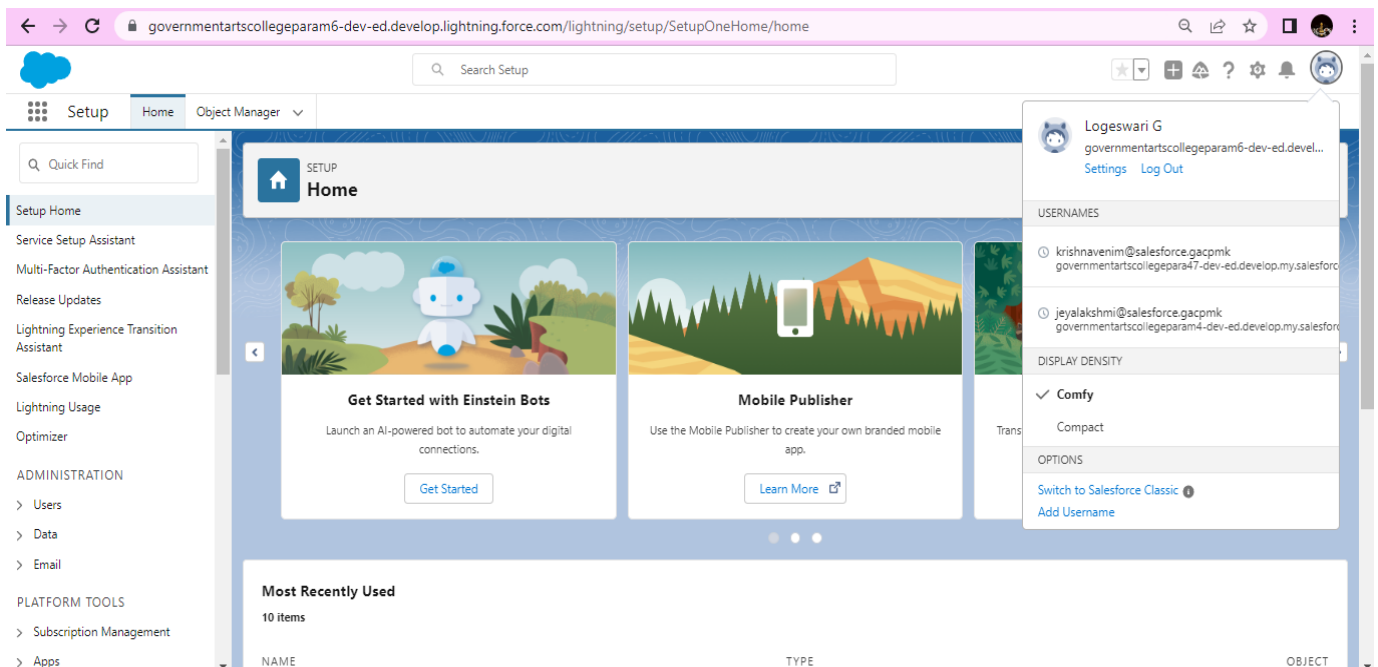 governmentartscollegeparam6-dev-ed.develop.lightning.force.com/lightning/setup/SetupOneHome/home
Search Setup
Setup
Home
Object Manager
Quick Find
Setup Home
Service Setup Assistant
Multi-Factor Authentication Assistant
Release Updates
Lightning Experience Transition
Assistant
Salesforce Mobile App
Lightning Usage
Optimizer
ADMINISTRATION
Users
Data
Email
PLATFORM TOOLS
Subscription Management
Apps
SETUP
Home
Get Started with Einstein Bots
Launch an AI-powered bot to automate your digital
connections.
Get Started
Mobile Publisher
Use the Mobile Publisher to create your own branded mobile
app.
Learn More
Trans
Most Recently Used
10 items
NAME TYPE OBJECT
Logeswari G
governmentartscollegeparam6-dev-ed.devel...
Settings Log Out
USERNAMES
krishnavenim@salesforce.gacpmk
governmentartscollegepara47-dev-ed.develop.my.salesforc
jeyalakshmi@salesforce.gacpmk
governmentartscollegeparam4-dev-ed.develop.my.salesforc
DISPLAY DENSITY
Comfy
Compact
OPTIONS
Switch to Salesforce Classic
Add Username